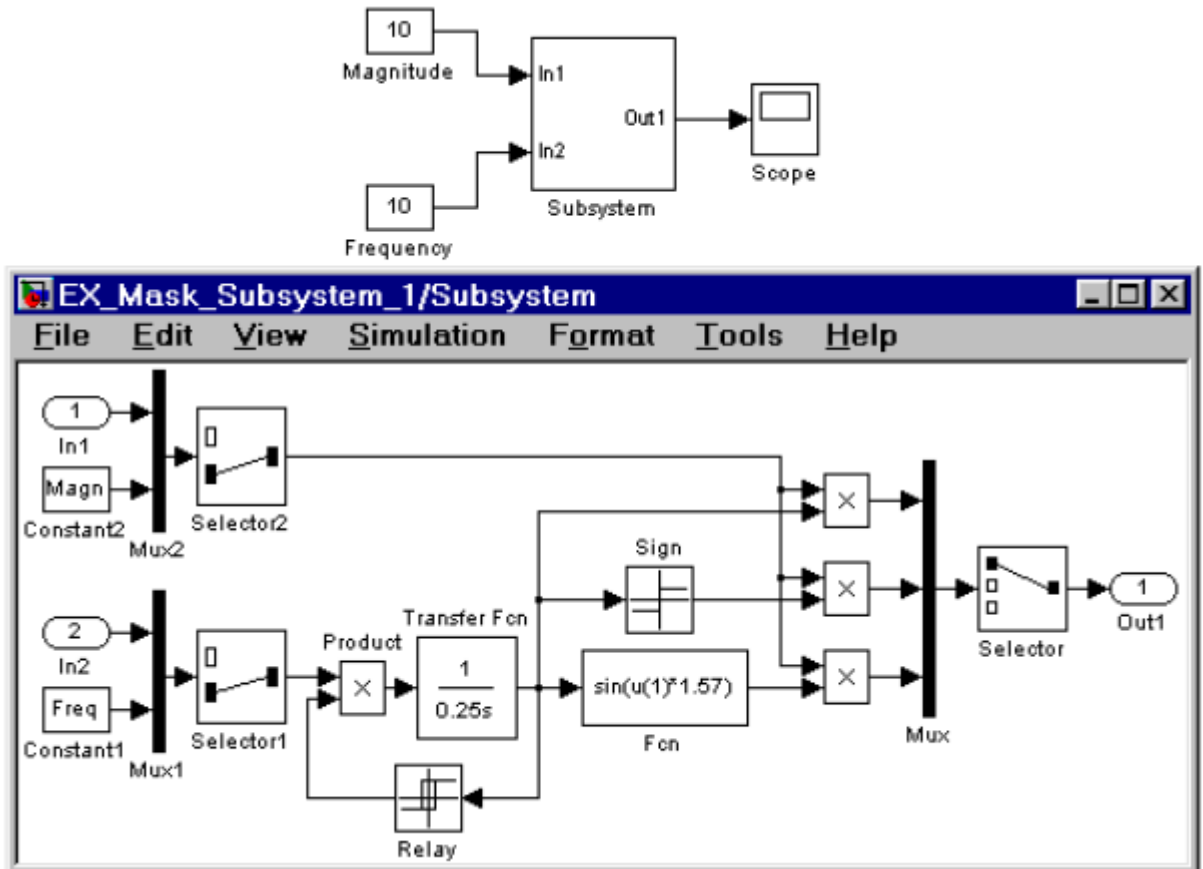 10
Magnitude
In1
Out1
In2
Subsystem
Scope
10
Frequency
EX_Mask_Subsystem_1/Subsystem
File Edit View Simulation Format Tools Help
1
In1
Magn
Constant2
Mux2
Selector2
2
In2
Freq
Constant1
Mux1
Selector1
Product
×
Transfer Fcn
1
0.25s
Relay
Sign
sin(u(1)*1.57)
Fcn
×
×
×
Mux
Selector
1
Out1